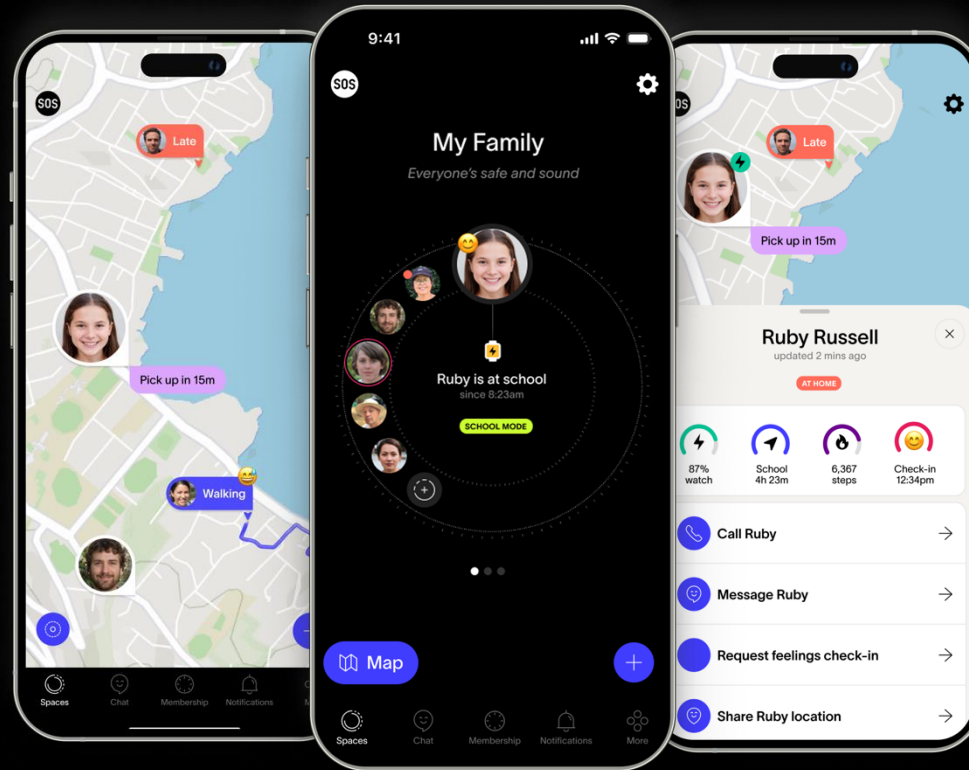 SOS
Late
Pick up in 15m
Walking
Spaces
Chat
Membership
Notifications
9:41
SOS
My Family
Everyone's safe and sound
Ruby is at school
since 8:23am
SCHOOL MODE
Map
Spaces
Chat
Membership
Notifications
More
Late
Pick up in 15m
Ruby Russell
updated 2 mins ago
AT HOME
87%
watch
School
4h 23m
6,367
steps
Check-in
12:34pm
Call Ruby
Message Ruby
Request feelings check-in
Share Ruby location